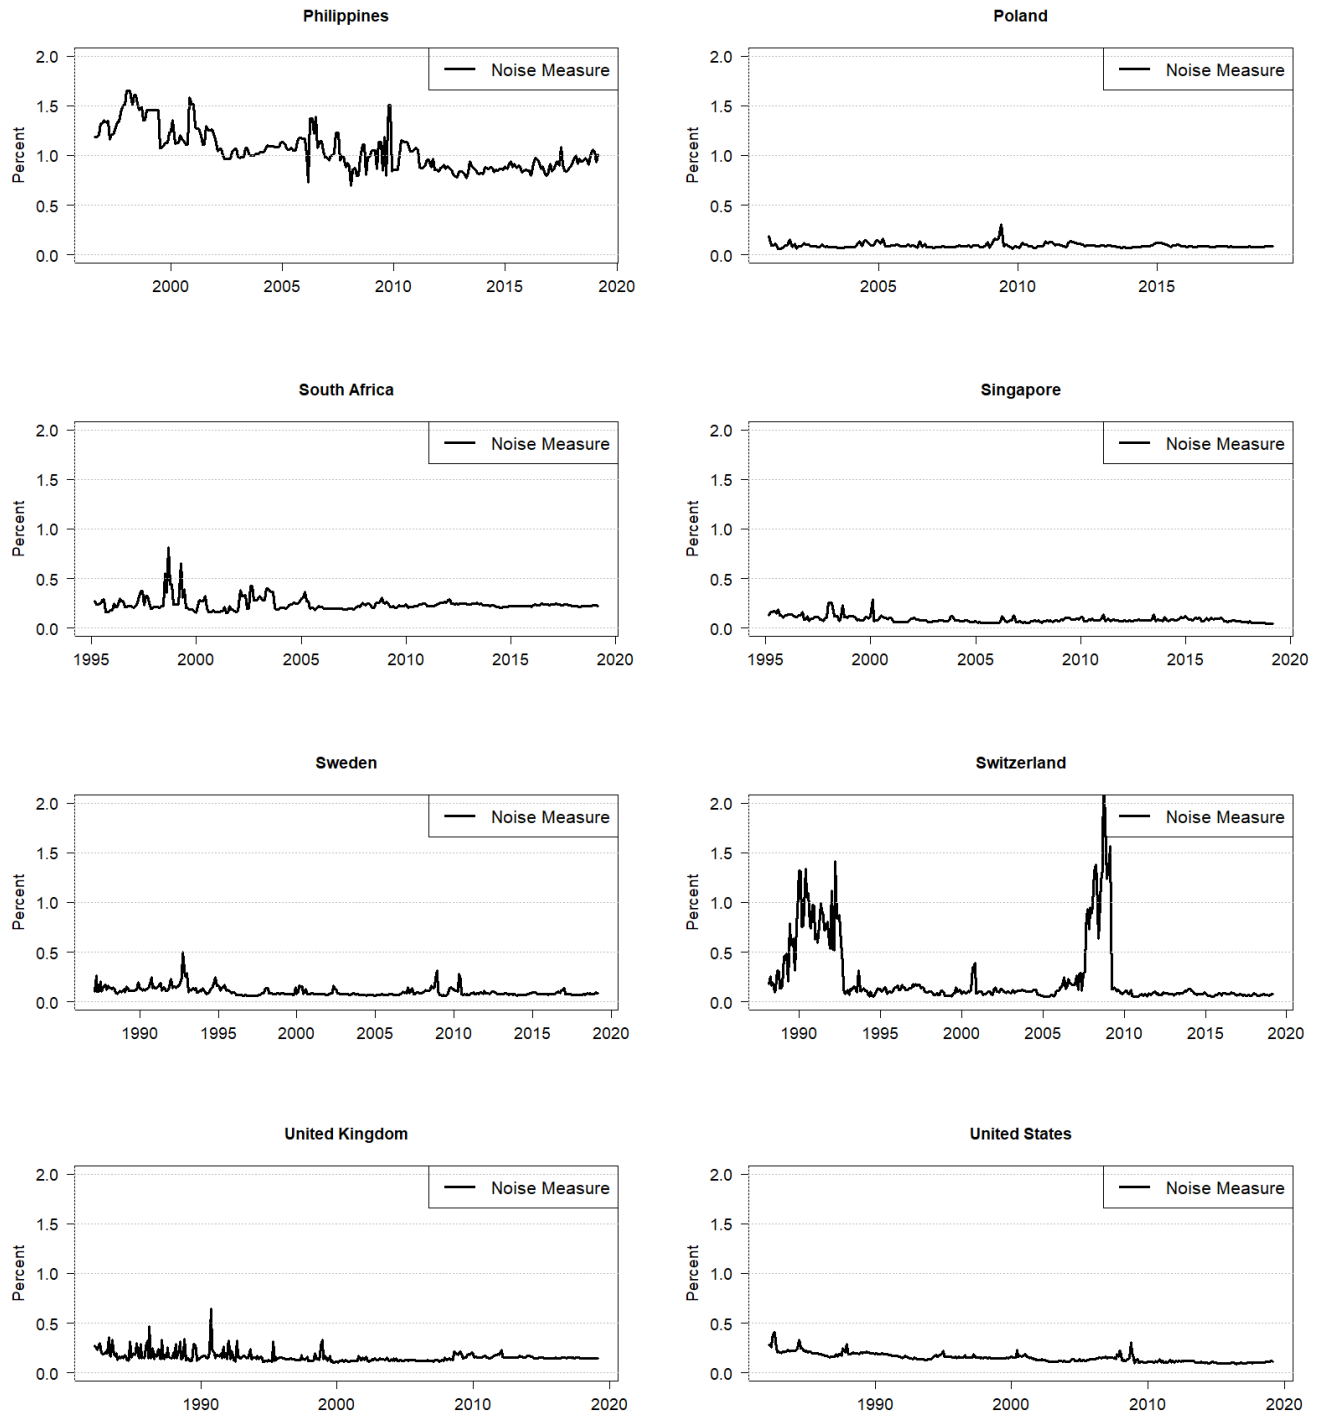 Philippines
Poland
Noise Measure
Noise Measure
Percent
Percent
2.0
1.5
1.0
0.5
0.0
2.0
1.5
1.0
0.5
0.0
2000 2005 2010 2015 2020
2005 2010 2015
South Africa
Singapore
Noise Measure
Noise Measure
Percent
Percent
2.0
1.5
1.0
0.5
0.0
2.0
1.5
1.0
0.5
0.0
1995 2000 2005 2010 2015 2020
1995 2000 2005 2010 2015 2020
Sweden
Switzerland
Noise Measure
Noise Measure
Percent
Percent
2.0
1.5
1.0
0.5
0.0
2.0
1.5
1.0
0.5
0.0
1990 1995 2000 2005 2010 2015 2020
1990 1995 2000 2005 2010 2015 2020
United Kingdom
United States
Noise Measure
Noise Measure
Percent
Percent
2.0
1.5
1.0
0.5
0.0
2.0
1.5
1.0
0.5
0.0
1990 2000 2010 2020
1990 2000 2010 2020